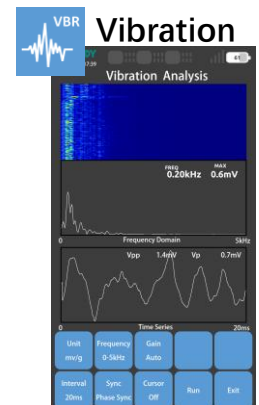 VBR
Vibration
Vibration Analysis
FREQ MAX
0.20kHz 0.6mV
0 Frequency Domain 5kHz
Vpp 1.4mV Vp 0.7mV
0 Time Series 20ms
Unit Frequency Gain
mv/g 0-5kHz Auto
Interval Sync Cursor Run Exit
20ms Phase Sync Off